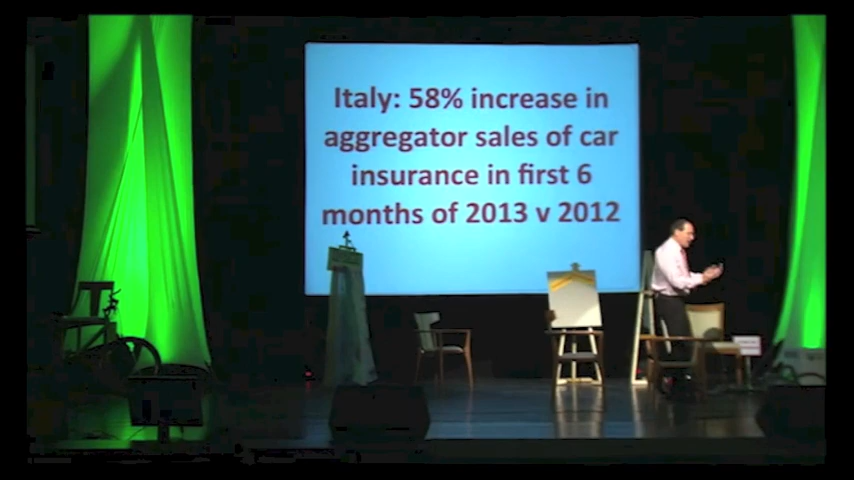 Italy: 58% increase in
aggregator sales of car
insurance in first 6
months of 2013 v 2012